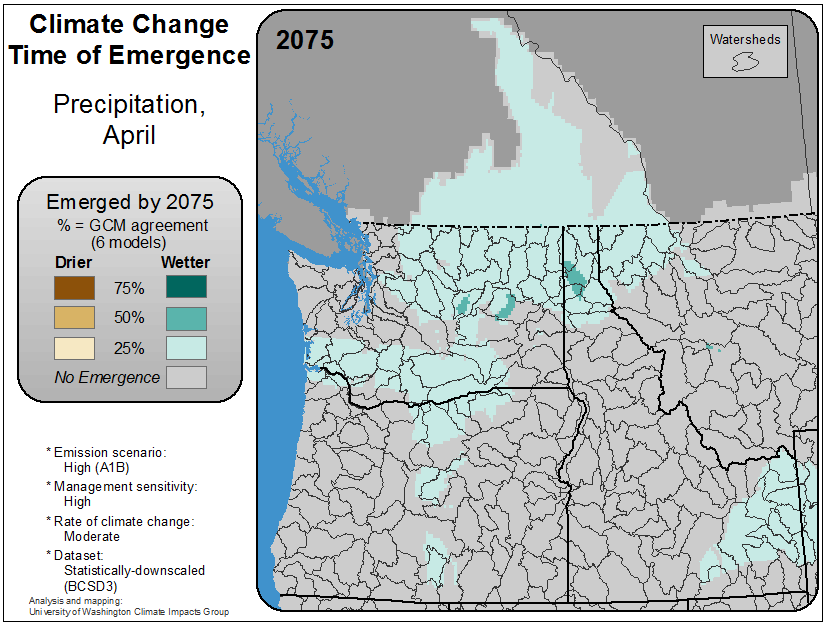 Climate Change
Time of Emergence
Precipitation,
April
Emerged by 2075
% = GCM agreement
(6 models)
Drier
Wetter
75%
50%
25%
No Emergence
* Emission scenario:
High (A1B)
* Management sensitivity:
High
* Rate of climate change:
Moderate
* Dataset:
Statistically-downscaled
(BCSD3)
Analysis and mapping:
University of Washington Climate Impacts Group
2075
Watersheds